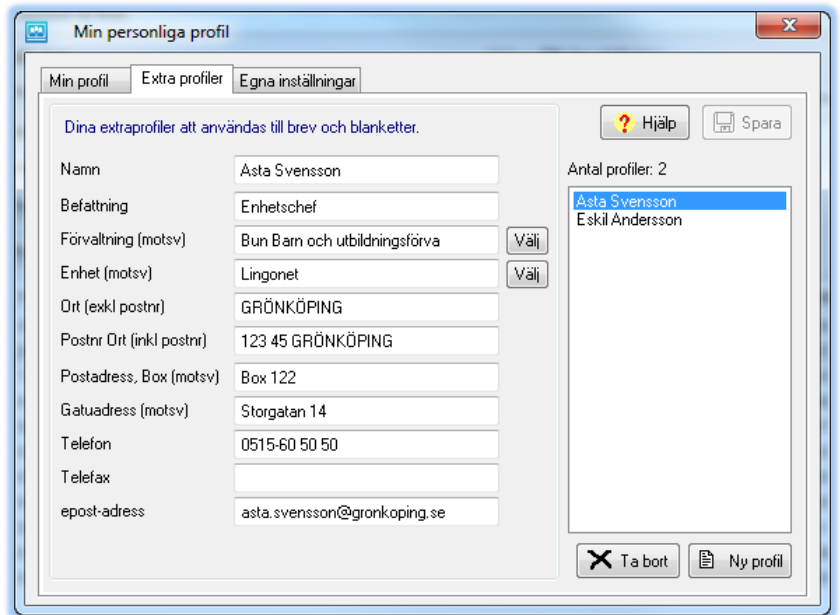 Min personliga profil
Min profil
Extra profiler
Egna inställningar
Dina extraprofiler att användas till brev och blanketter.
Hjälp
Spara
Namn
Asta Svensson
Befattning
Enhetschef
Förvaltning (motsv)
Bun Barn och utbildningsförva
Välj
Enhet (motsv)
Lingonet
Välj
Ort (exkl postnr)
GRÖNKÖPING
Postnr Ort (inkl postnr)
123 45 GRÖNKÖPING
Postadress, Box (motsv)
Box 122
Gatuadress (motsv)
Storgatan 14
Telefon
0515-60 50 50
Telefax
epost-adress
asta.svensson@gronkoping.se
Antal profiler: 2
Asta Svensson
Eskil Andersson
Ta bort
Ny profil